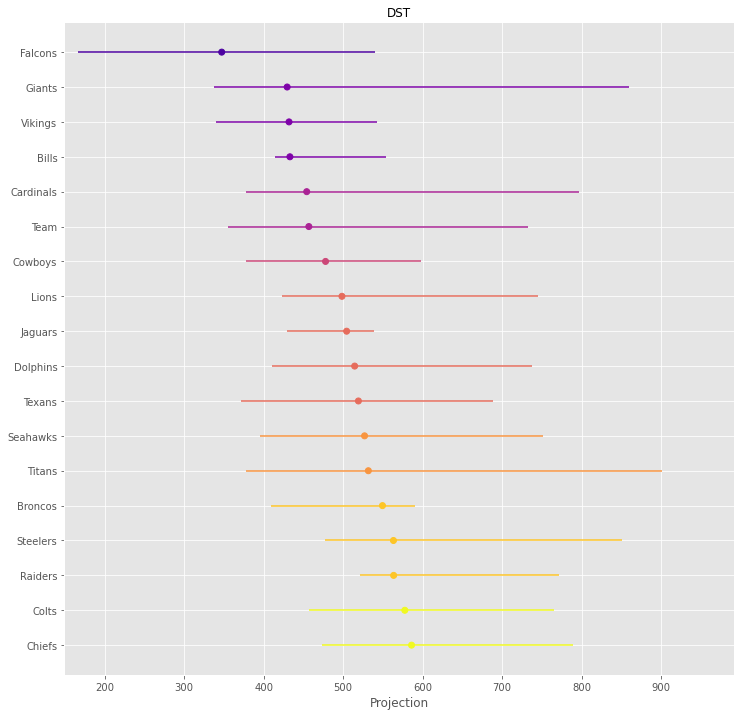 DST
Falcons
Giants
Vikings
Bills
Cardinals
Team
Cowboys
Lions
Jaguars
Dolphins
Texans
Seahawks
Titans
Broncos
Steelers
Raiders
Colts
Chiefs
200 300 400 500 600 700 800 900
Projection